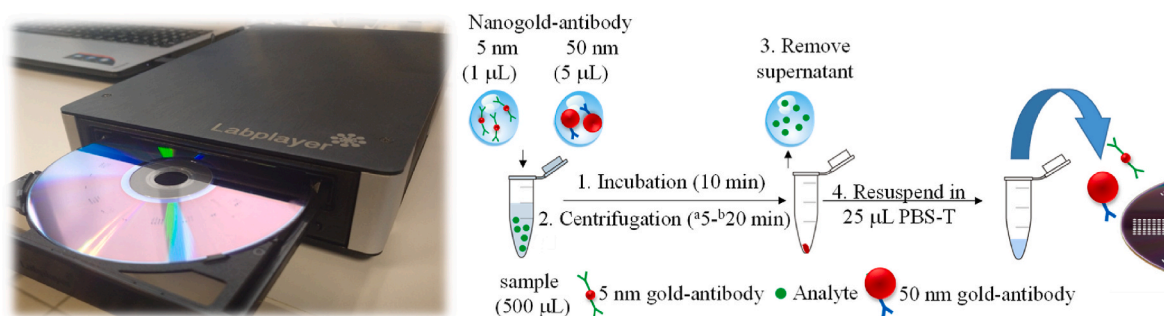 Labplayer
Nanogold-antibody
5 nm
(1 μL)
50 nm
(5 μL)
3. Remove
supernatant
1. Incubation (10 min)
2. Centrifugation (ᵃ5-ᵇ20 min)
4. Resuspend in
25 μL PBS-T
sample
(500 μL)
5 nm gold-antibody
Analyte
50 nm gold-antibody